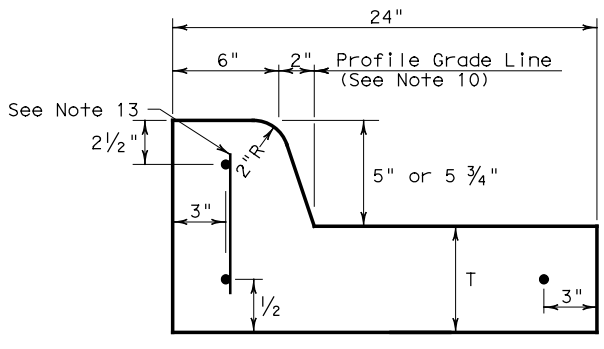 24"
6"
2"
Profile Grade Line
(See Note 10)
See Note 13
2½"
2"R
5" or 5 ¾"
3"
T
½
3"